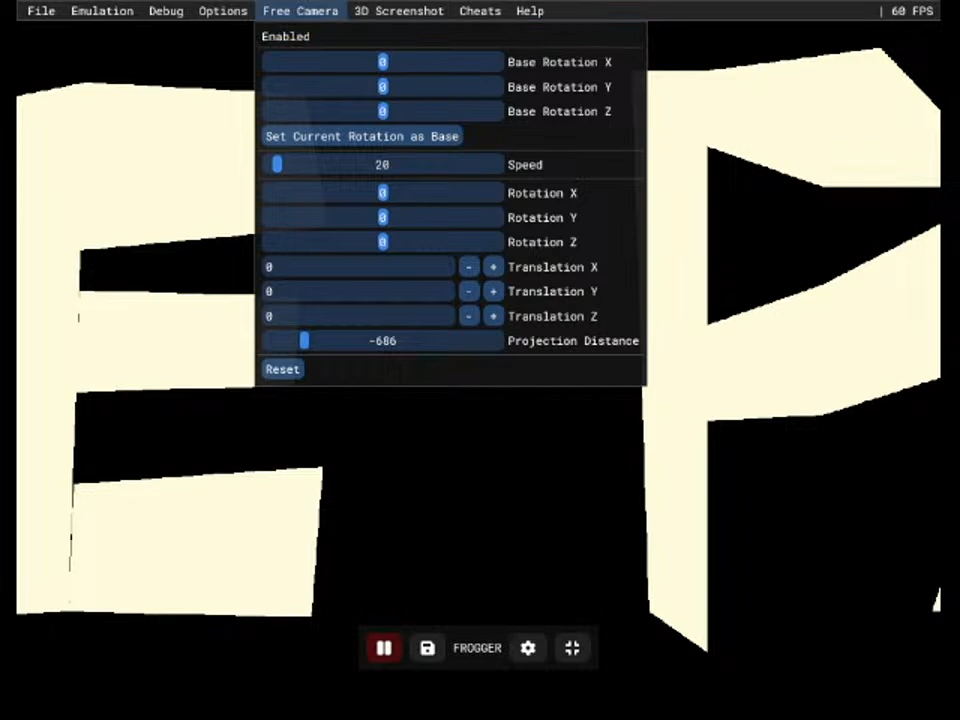 File Emulation Debug Options Free Camera 3D Screenshot Cheats Help | 60 FPS
Enabled
0 Base Rotation X
0 Base Rotation Y
0 Base Rotation Z
Set Current Rotation as Base
20 Speed
0 Rotation X
0 Rotation Y
0 Rotation Z
0 - + Translation X
0 - + Translation Y
0 - + Translation Z
-686 Projection Distance
Reset
FROGGER